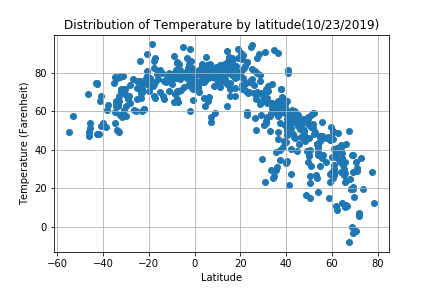 Distribution of Temperature by latitude(10/23/2019)
80
60
40
20
0
Temperature (Farenheit)
−60 −40 −20 0 20 40 60 80
Latitude